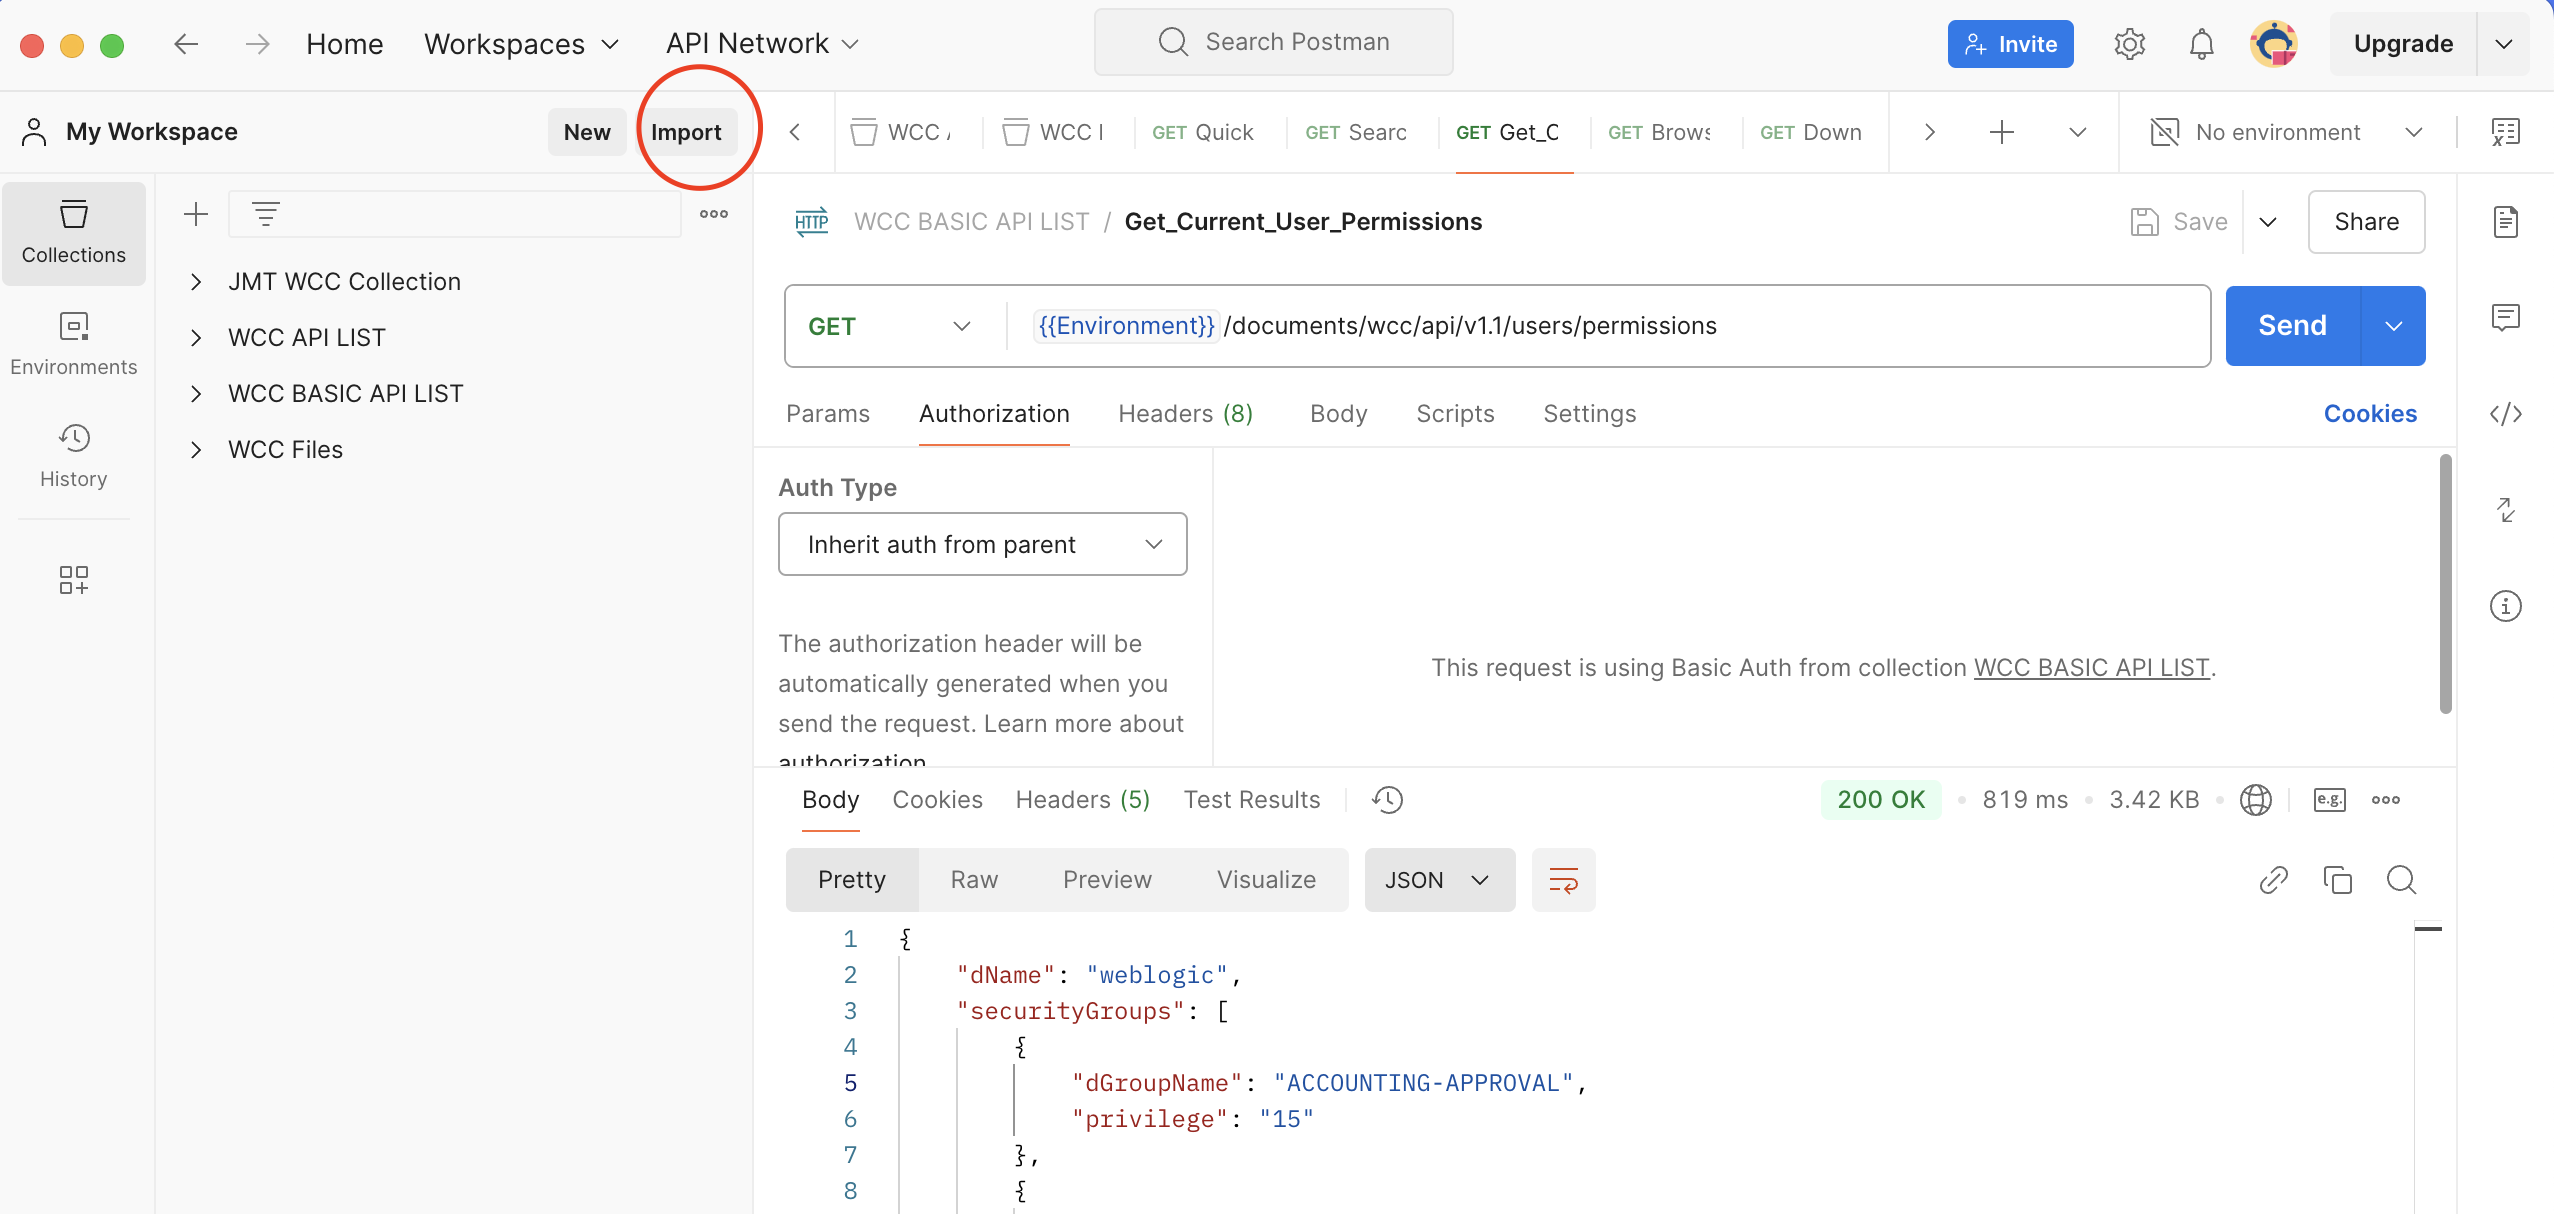 Home
Workspaces
API Network
Search Postman
Invite
Upgrade
My Workspace
New
Import
WCC
WCC
GET Quick
GET Searc
GET Get_C
GET Brows
GET Down
No environment
Collections
Environments
History
JMT WCC Collection
WCC API LIST
WCC BASIC API LIST
WCC Files
HTTP
WCC BASIC API LIST / Get_Current_User_Permissions
Save
Share
GET
{{Environment}} /documents/wcc/api/v1.1/users/permissions
Send
Params
Authorization
Headers (8)
Body
Scripts
Settings
Cookies
Auth Type
Inherit auth from parent
The authorization header will be
automatically generated when you
send the request. Learn more about
authorization
This request is using Basic Auth from collection WCC BASIC API LIST.
Body
Cookies
Headers (5)
Test Results
200 OK
819 ms
3.42 KB
e.g.
Pretty
Raw
Preview
Visualize
JSON
1 {
2 "dName": "weblogic",
3 "securityGroups": [
4 {
5 "dGroupName": "ACCOUNTING-APPROVAL",
6 "privilege": "15"
7 },
8 {